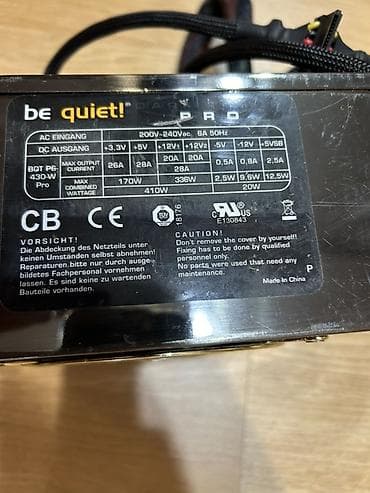 be quiet!®
PRO
AC EINGANG 200V-240Vac, 6A 50Hz
DC AUSGANG +3.3V +5V +12V1 +12V2 -5V -12V +5VSB
BQT P6-430-W Pro MAX OUTPUT CURRENT 26A 28A 20A 20A 0,5A 0,8A 2,5A
28A
MAX COMBINED WATTAGE 170W 336W 2.5W 9.6W 12.5W
410W 20W
CB CE 18176 c UL US
E130843
VORSICHT!
Die Abdeckung des Netzteils unter
keinen Umständen selbst abnehmen!
Reparaturen.bitte nur durch ausge-
bildetes Fachpersonal vornehmen
lassen. Es sind keine zu wartenden
Bauteile vorhanden.
CAUTION!
Don't remove the cover by yourself!
Fixing has to be done by qualified
personnel only.
No parts were used that need any
maintenance.
P
Made in China